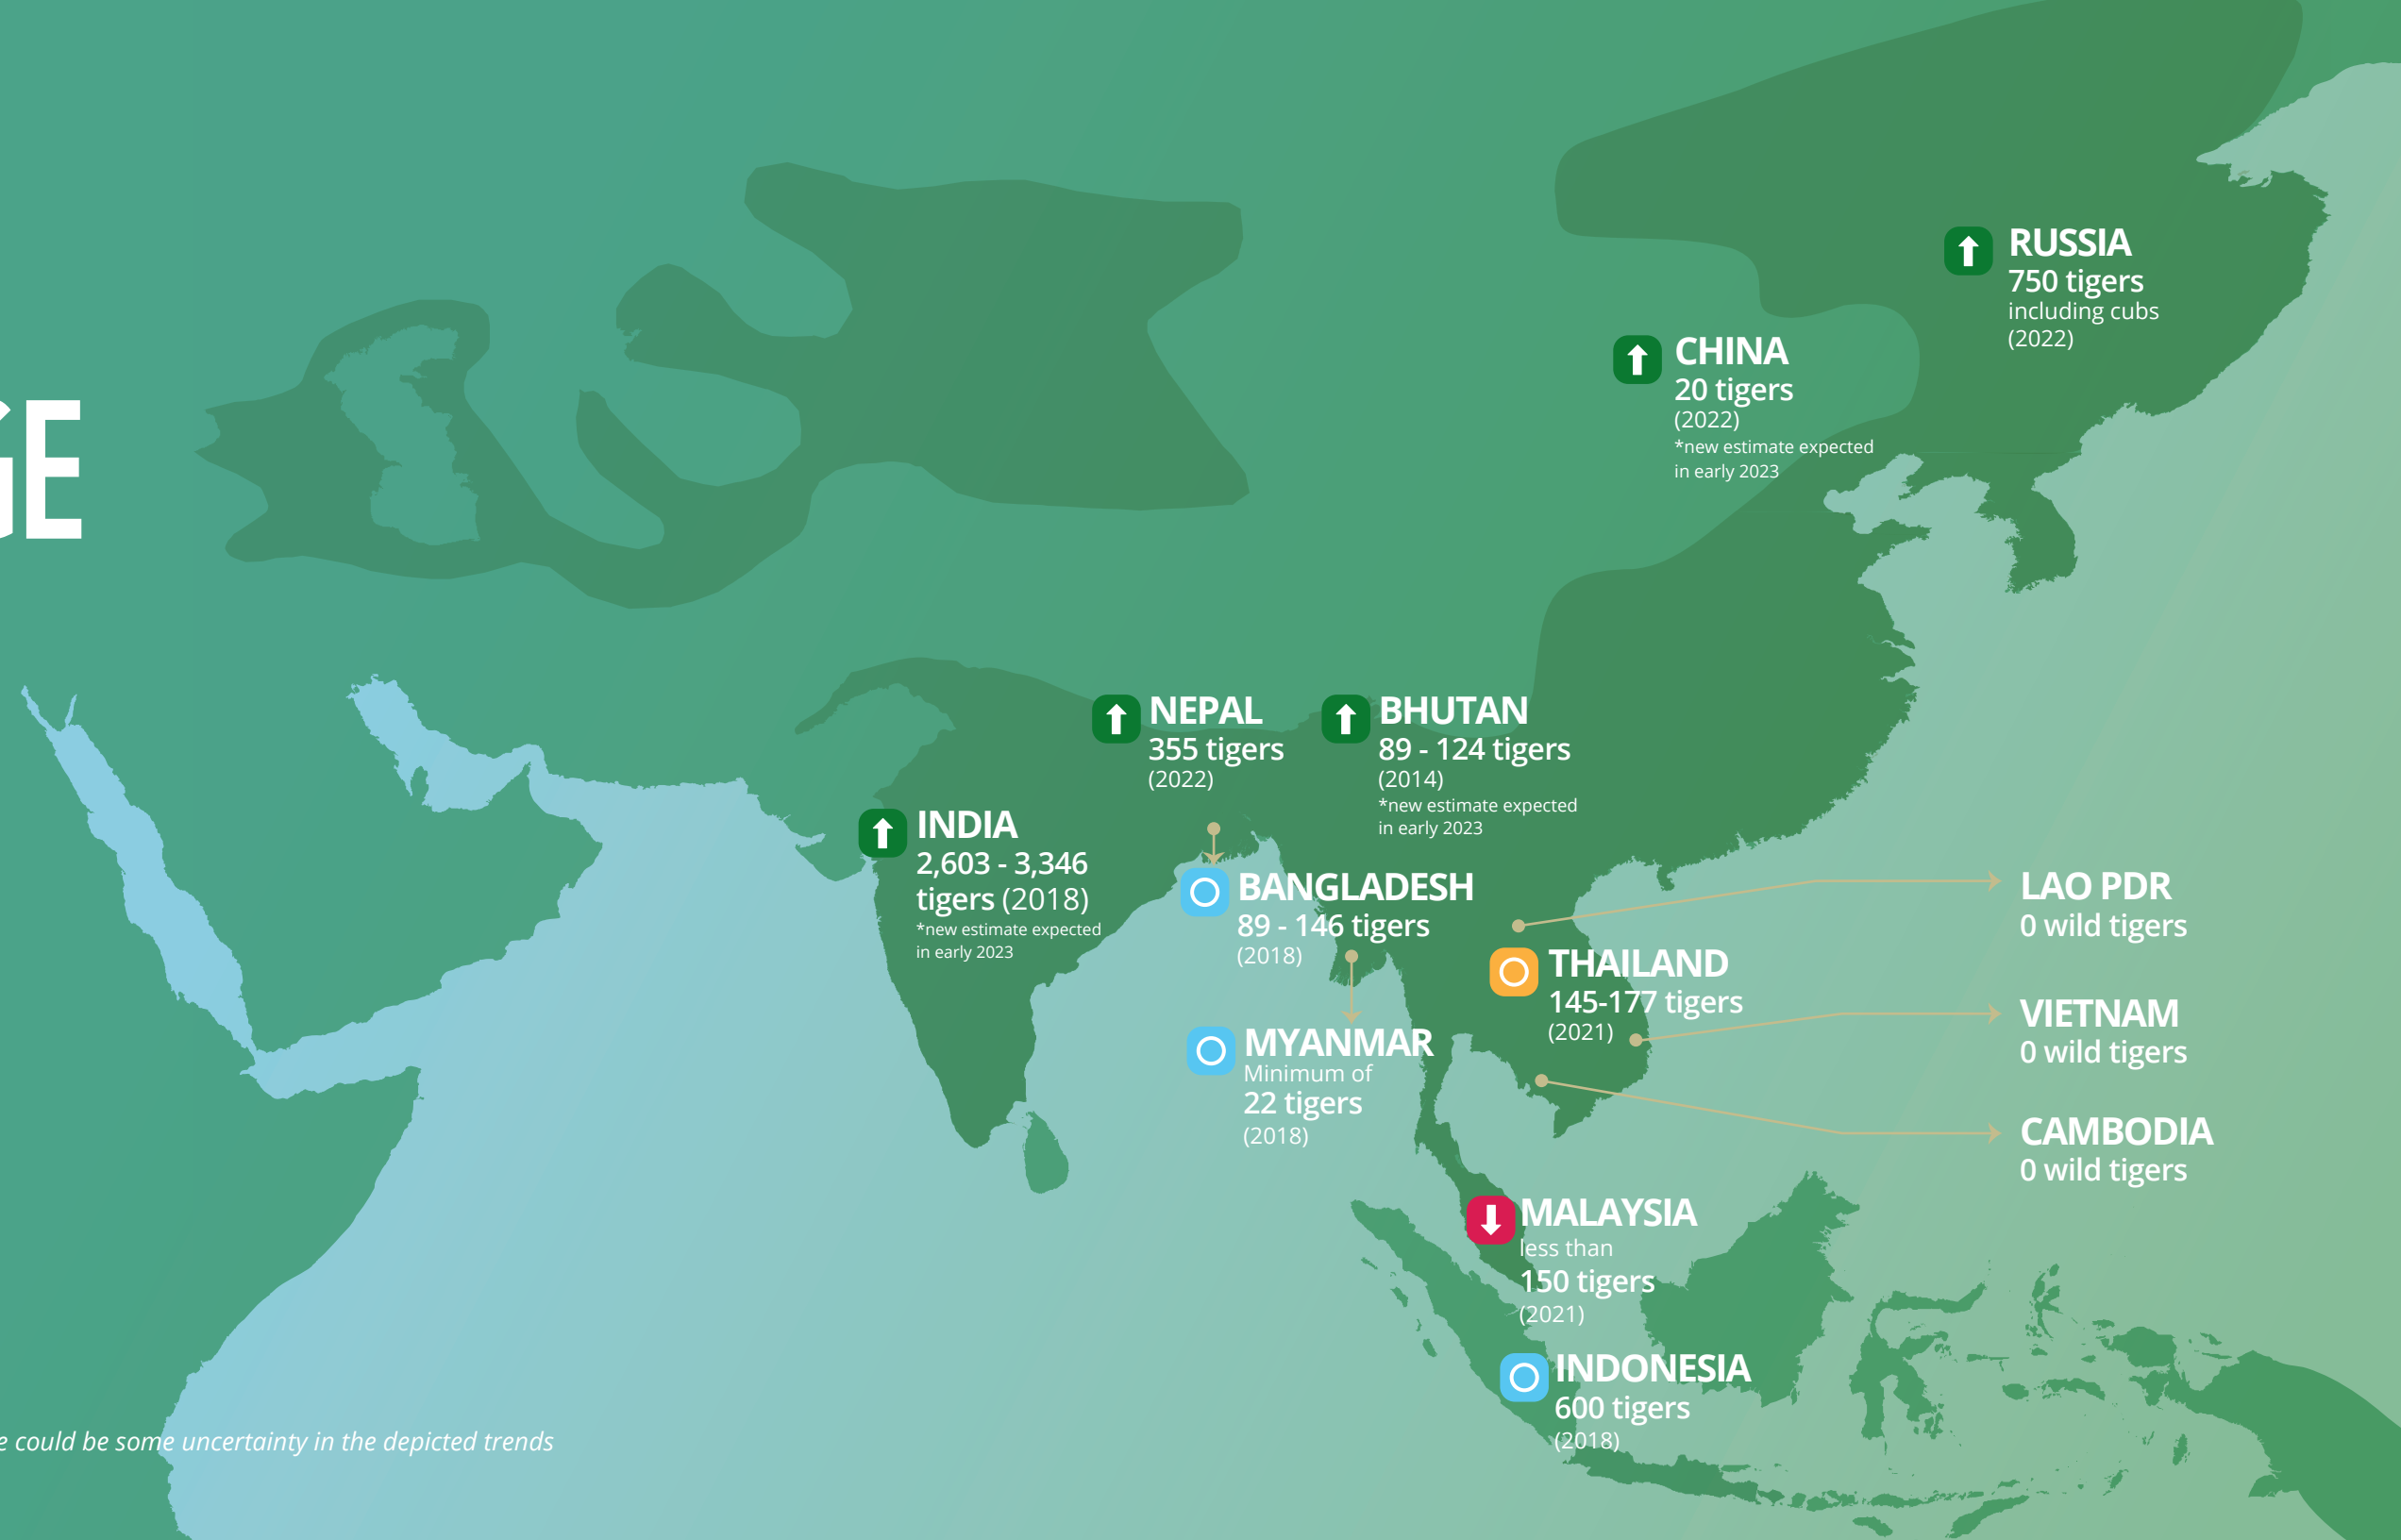 GE
RUSSIA
750 tigers
including cubs
(2022)
CHINA
20 tigers
(2022)
*new estimate expected
in early 2023
NEPAL
355 tigers
(2022)
BHUTAN
89 - 124 tigers
(2014)
*new estimate expected
in early 2023
INDIA
2,603 - 3,346
tigers (2018)
*new estimate expected
in early 2023
BANGLADESH
89 - 146 tigers
(2018)
LAO PDR
0 wild tigers
THAILAND
145-177 tigers
(2021)
VIETNAM
0 wild tigers
MYANMAR
Minimum of
22 tigers
(2018)
CAMBODIA
0 wild tigers
MALAYSIA
less than
150 tigers
(2021)
INDONESIA
600 tigers
(2018)
e could be some uncertainty in the depicted trends